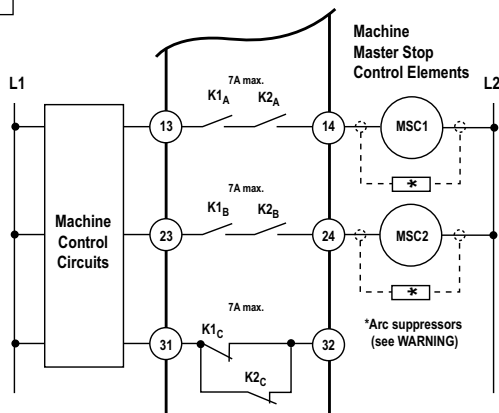 Machine
Master Stop
Control Elements
L1
L2
7A max.
K1A K2A
13
14
MSC1
*
7A max.
K1B K2B
Machine
Control
Circuits
23
24
MSC2
*
7A max.
*Arc suppressors
(see WARNING)
K1C
31
32
K2C